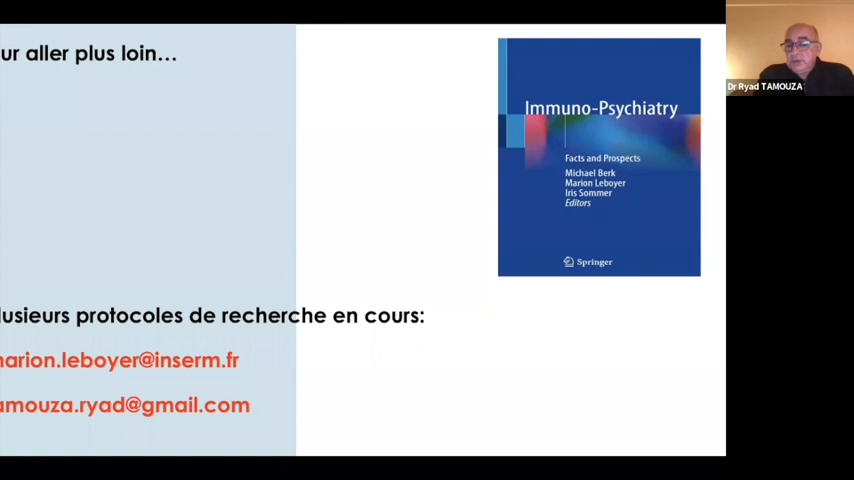 ur aller plus loin…
Immuno-Psychiatry
Facts and Prospects
Michael Berk
Marion Leboyer
Iris Sommer
Editors
Springer
lusieurs protocoles de recherche en cours:
narion.leboyer@inserm.fr
amouza.ryad@gmail.com
Dr Ryad TAMOUZA